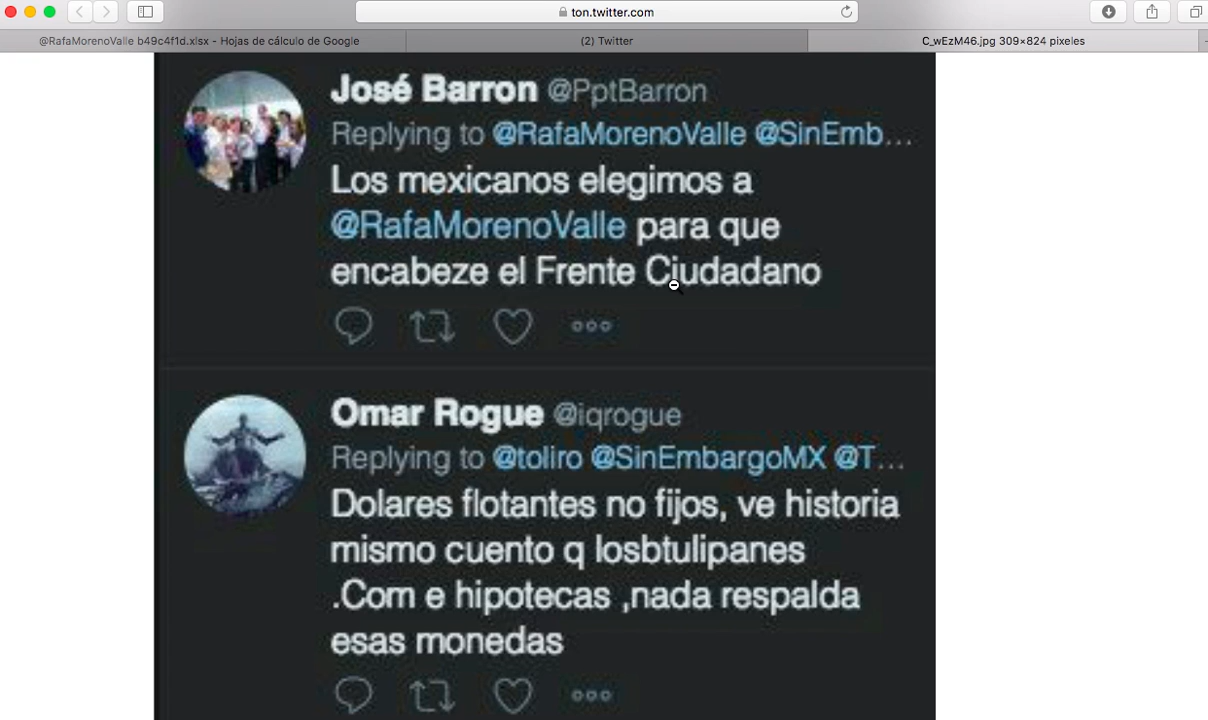 ton.twitter.com
@RafaMorenoValle b49c4f1d.xlsx - Hojas de cálculo de Google
(2) Twitter
C_wEzM46.jpg 309×824 pixeles
José Barron @PptBarron
Replying to @RafaMorenoValle @SinEmb...
Los mexicanos elegimos a
@RafaMorenoValle para que
encabeze el Frente Ciudadano
Omar Rogue @iqrogue
Replying to @toliro @SinEmbargoMX @T...
Dolares flotantes no fijos, ve historia
mismo cuento q losbtulipanes
.Com e hipotecas ,nada respalda
esas monedas